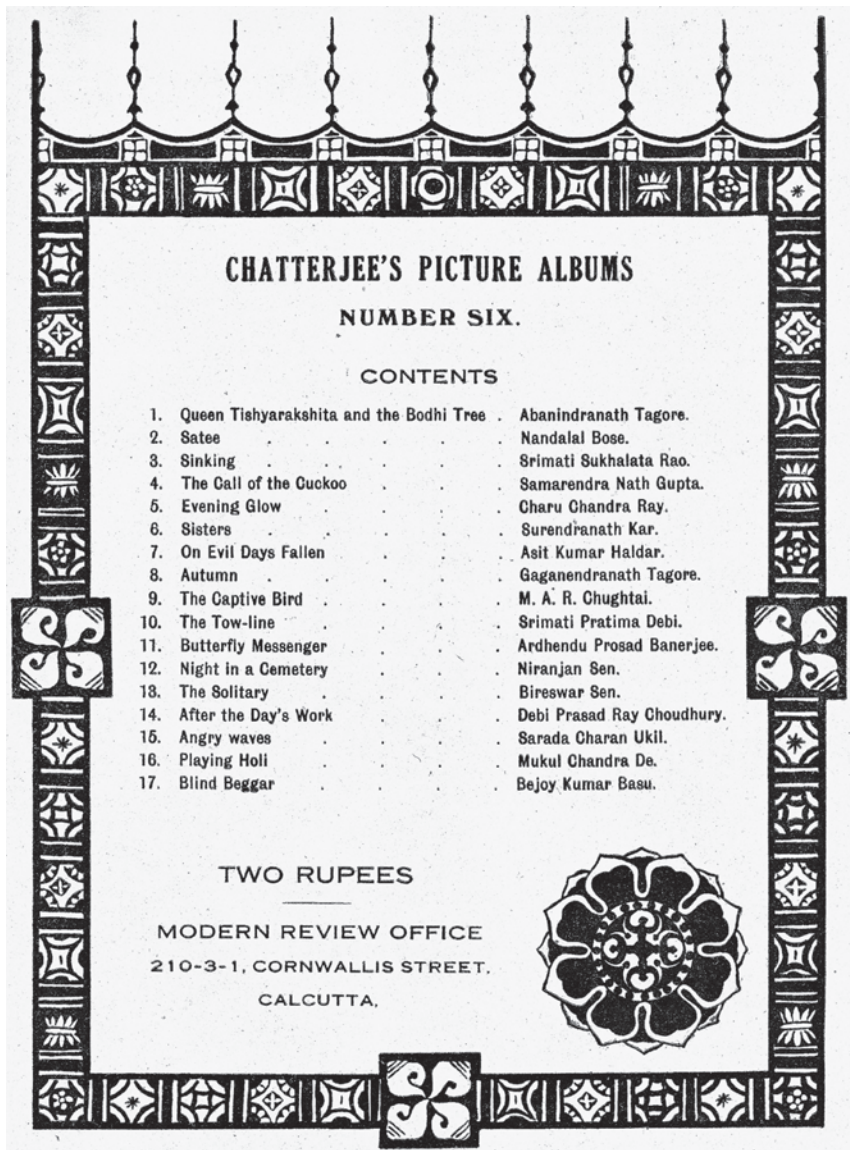 CHATTERJEE'S PICTURE ALBUMS
NUMBER SIX.
CONTENTS
1. Queen Tishyarakshita and the Bodhi Tree . Abanindranath Tagore.
2. Satee . . . . . Nandalal Bose.
3. Sinking . . . . . Srimati Sukhalata Rao.
4. The Call of the Cuckoo . . . Samarendra Nath Gupta.
5. Evening Glow . . . . Charu Chandra Ray.
6. Sisters . . . . . Surendranath Kar.
7. On Evil Days Fallen . . . . Asit Kumar Haldar.
8. Autumn . . . . . Gaganendranath Tagore.
9. The Captive Bird . . . . M. A. R. Chughtai.
10. The Tow-line . . . . Srimati Pratima Debi.
11. Butterfly Messenger . . . Ardhendu Prosad Banerjee.
12. Night in a Cemetery . . . Niranjan Sen.
13. The Solitary . . . . Bireswar Sen.
14. After the Day's Work . . . Debi Prasad Ray Choudhury.
15. Angry waves . . . . Sarada Charan Ukil.
16. Playing Holi . . . . Mukul Chandra De.
17. Blind Beggar . . . . Bejoy Kumar Basu.
TWO RUPEES
MODERN REVIEW OFFICE
210-3-1, CORNWALLIS STREET,
CALCUTTA,